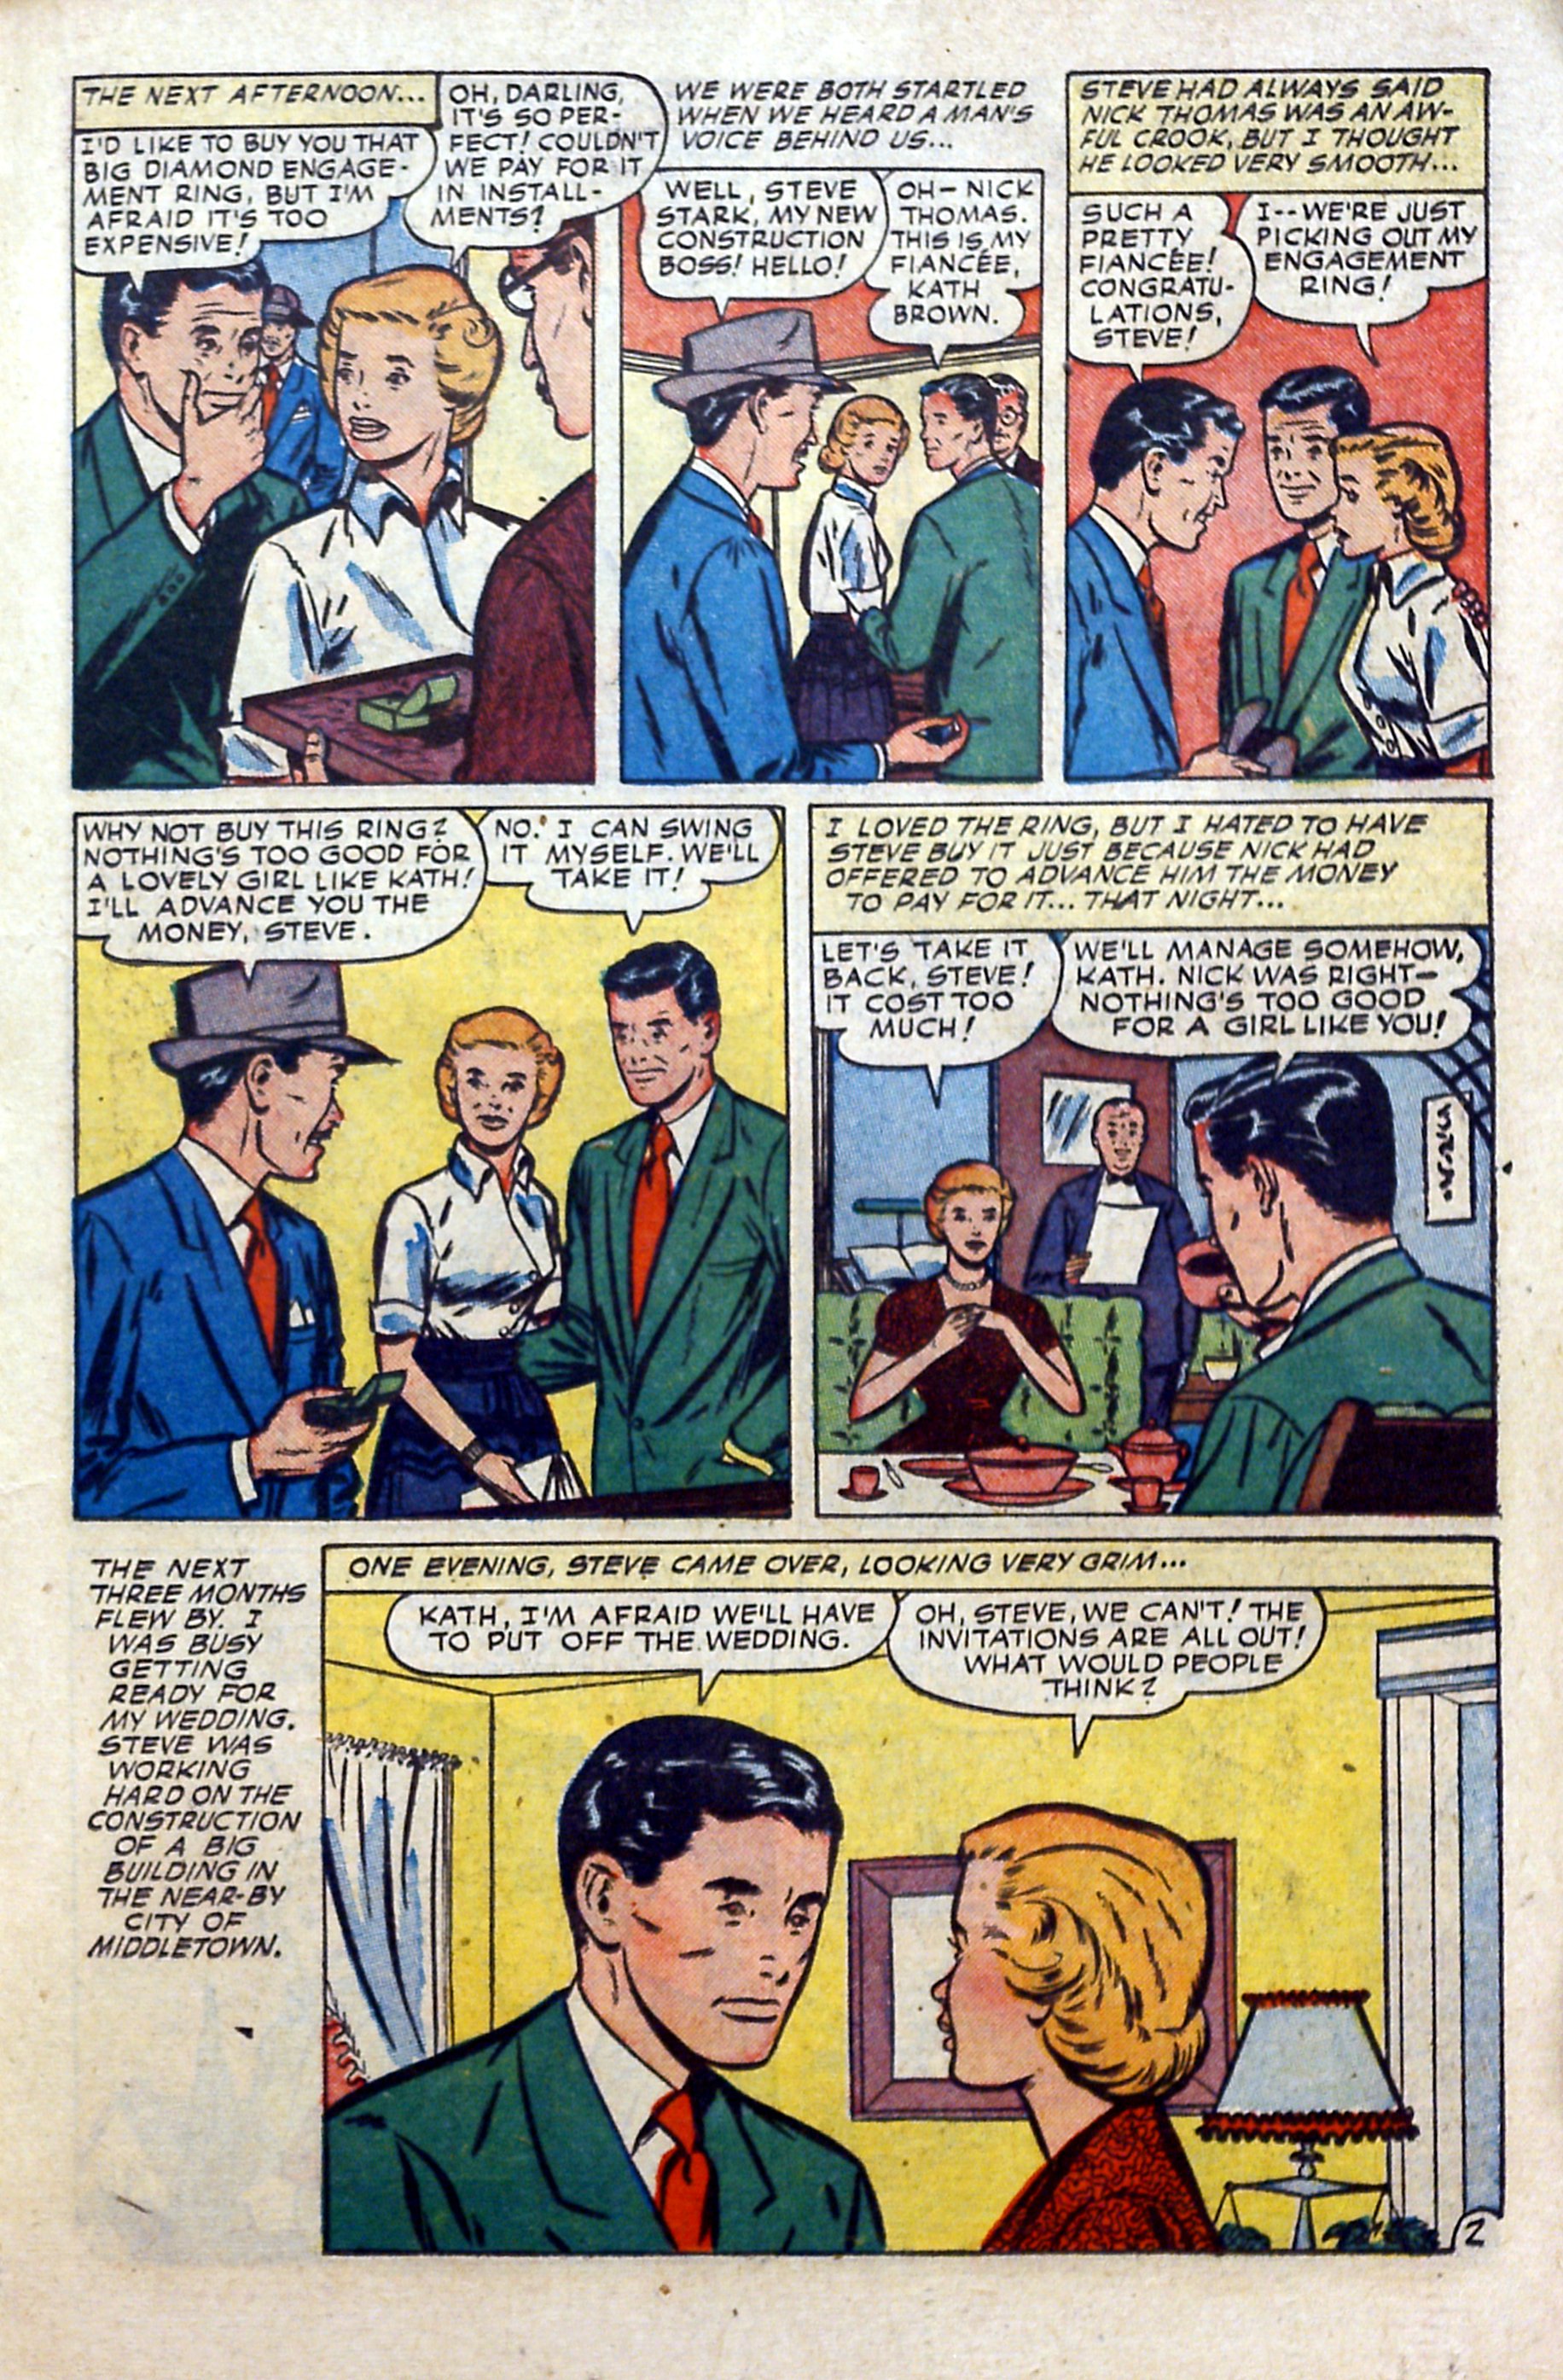 THE NEXT AFTERNOON...
I'D LIKE TO BUY YOU THAT
BIG DIAMOND ENGAGE-
MENT RING, BUT I'M
AFRAID IT'S TOO
EXPENSIVE!
OH, DARLING,
IT'S SO PER-
FECT! COULDN'T
WE PAY FOR IT
IN INSTALL-
MENTS?
WE WERE BOTH STARTLED
WHEN WE HEARD A MAN'S
VOICE BEHIND US...
WELL, STEVE
STARK, MY NEW
CONSTRUCTION
BOSS! HELLO!
OH- NICK
THOMAS.
THIS IS MY
FIANCÉE,
KATH
BROWN.
STEVE HAD ALWAYS SAID
NICK THOMAS WAS AN AW-
FUL CROOK, BUT I THOUGHT
HE LOOKED VERY SMOOTH...
SUCH A
PRETTY
FIANCÉE!
CONGRATU-
LATIONS,
STEVE!
I--WE'RE JUST
PICKING OUT MY
ENGAGEMENT
RING!
WHY NOT BUY THIS RING?
NOTHING'S TOO GOOD FOR
A LOVELY GIRL LIKE KATH!
I'LL ADVANCE YOU THE
MONEY, STEVE.
NO. I CAN SWING
IT MYSELF. WE'LL
TAKE IT!
I LOVED THE RING, BUT I HATED TO HAVE
STEVE BUY IT JUST BECAUSE NICK HAD
OFFERED TO ADVANCE HIM THE MONEY
TO PAY FOR IT... THAT NIGHT...
LET'S TAKE IT
BACK, STEVE!
IT COST TOO
MUCH!
WE'LL MANAGE SOMEHOW,
KATH. NICK WAS RIGHT-
NOTHING'S TOO GOOD
FOR A GIRL LIKE YOU!
THE NEXT
THREE MONTHS
FLEW BY. I
WAS BUSY
GETTING
READY FOR
MY WEDDING.
STEVE WAS
WORKING
HARD ON THE
CONSTRUCTION
OF A BIG
BUILDING IN
THE NEAR-BY
CITY OF
MIDDLETOWN.
ONE EVENING, STEVE CAME OVER, LOOKING VERY GRIM...
KATH, I'M AFRAID WE'LL HAVE
TO PUT OFF THE WEDDING.
OH, STEVE, WE CAN'T! THE
INVITATIONS ARE ALL OUT!
WHAT WOULD PEOPLE
THINK?
2